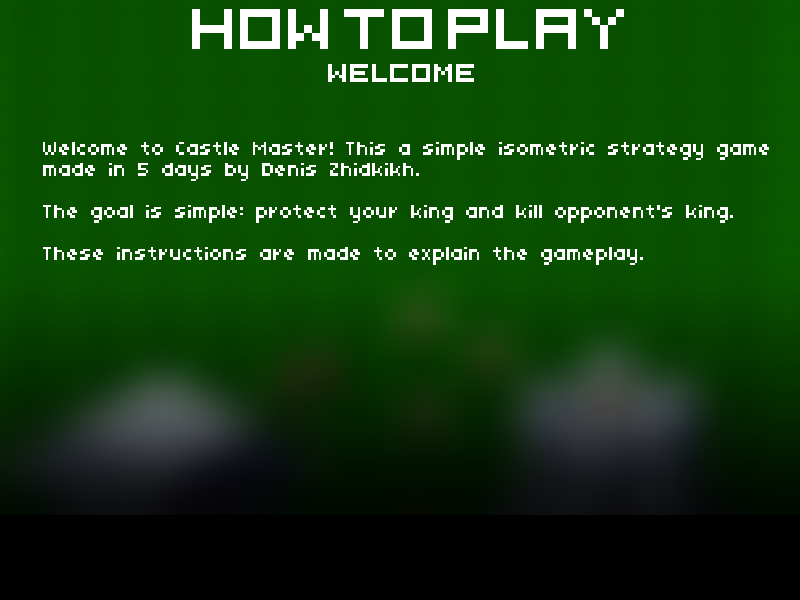 HOW TO PLAY
WELCOME
Welcome to Castle Master! This a simple isometric strategy game
made in 5 days by Denis Zhidkikh.
The goal is simple: protect your king and kill opponent's king.
These instructions are made to explain the gameplay.